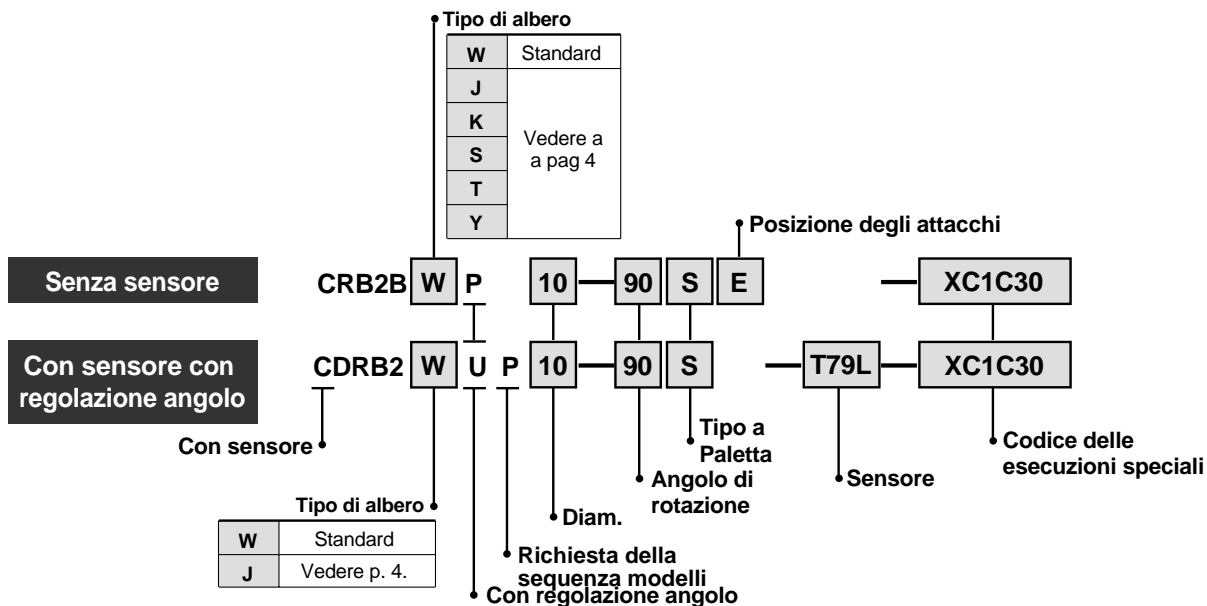 Tipo di albero
W Standard
J
K
S
T
Y
Vedere a
a pag 4
Posizione degli attacchi
Senza sensore
CRB2B W P 10 — 90 S E — XC1C30
Con sensore con
regolazione angolo
CDRB2 W U P 10 — 90 S — T79L — XC1C30
Con sensore
Tipo a
Paletta
Codice delle
esecuzioni speciali
Angolo di
rotazione
Sensore
Tipo di albero
W Standard
J Vedere p. 4.
Diam.
Richiesta della
sequenza modelli
Con regolazione angolo